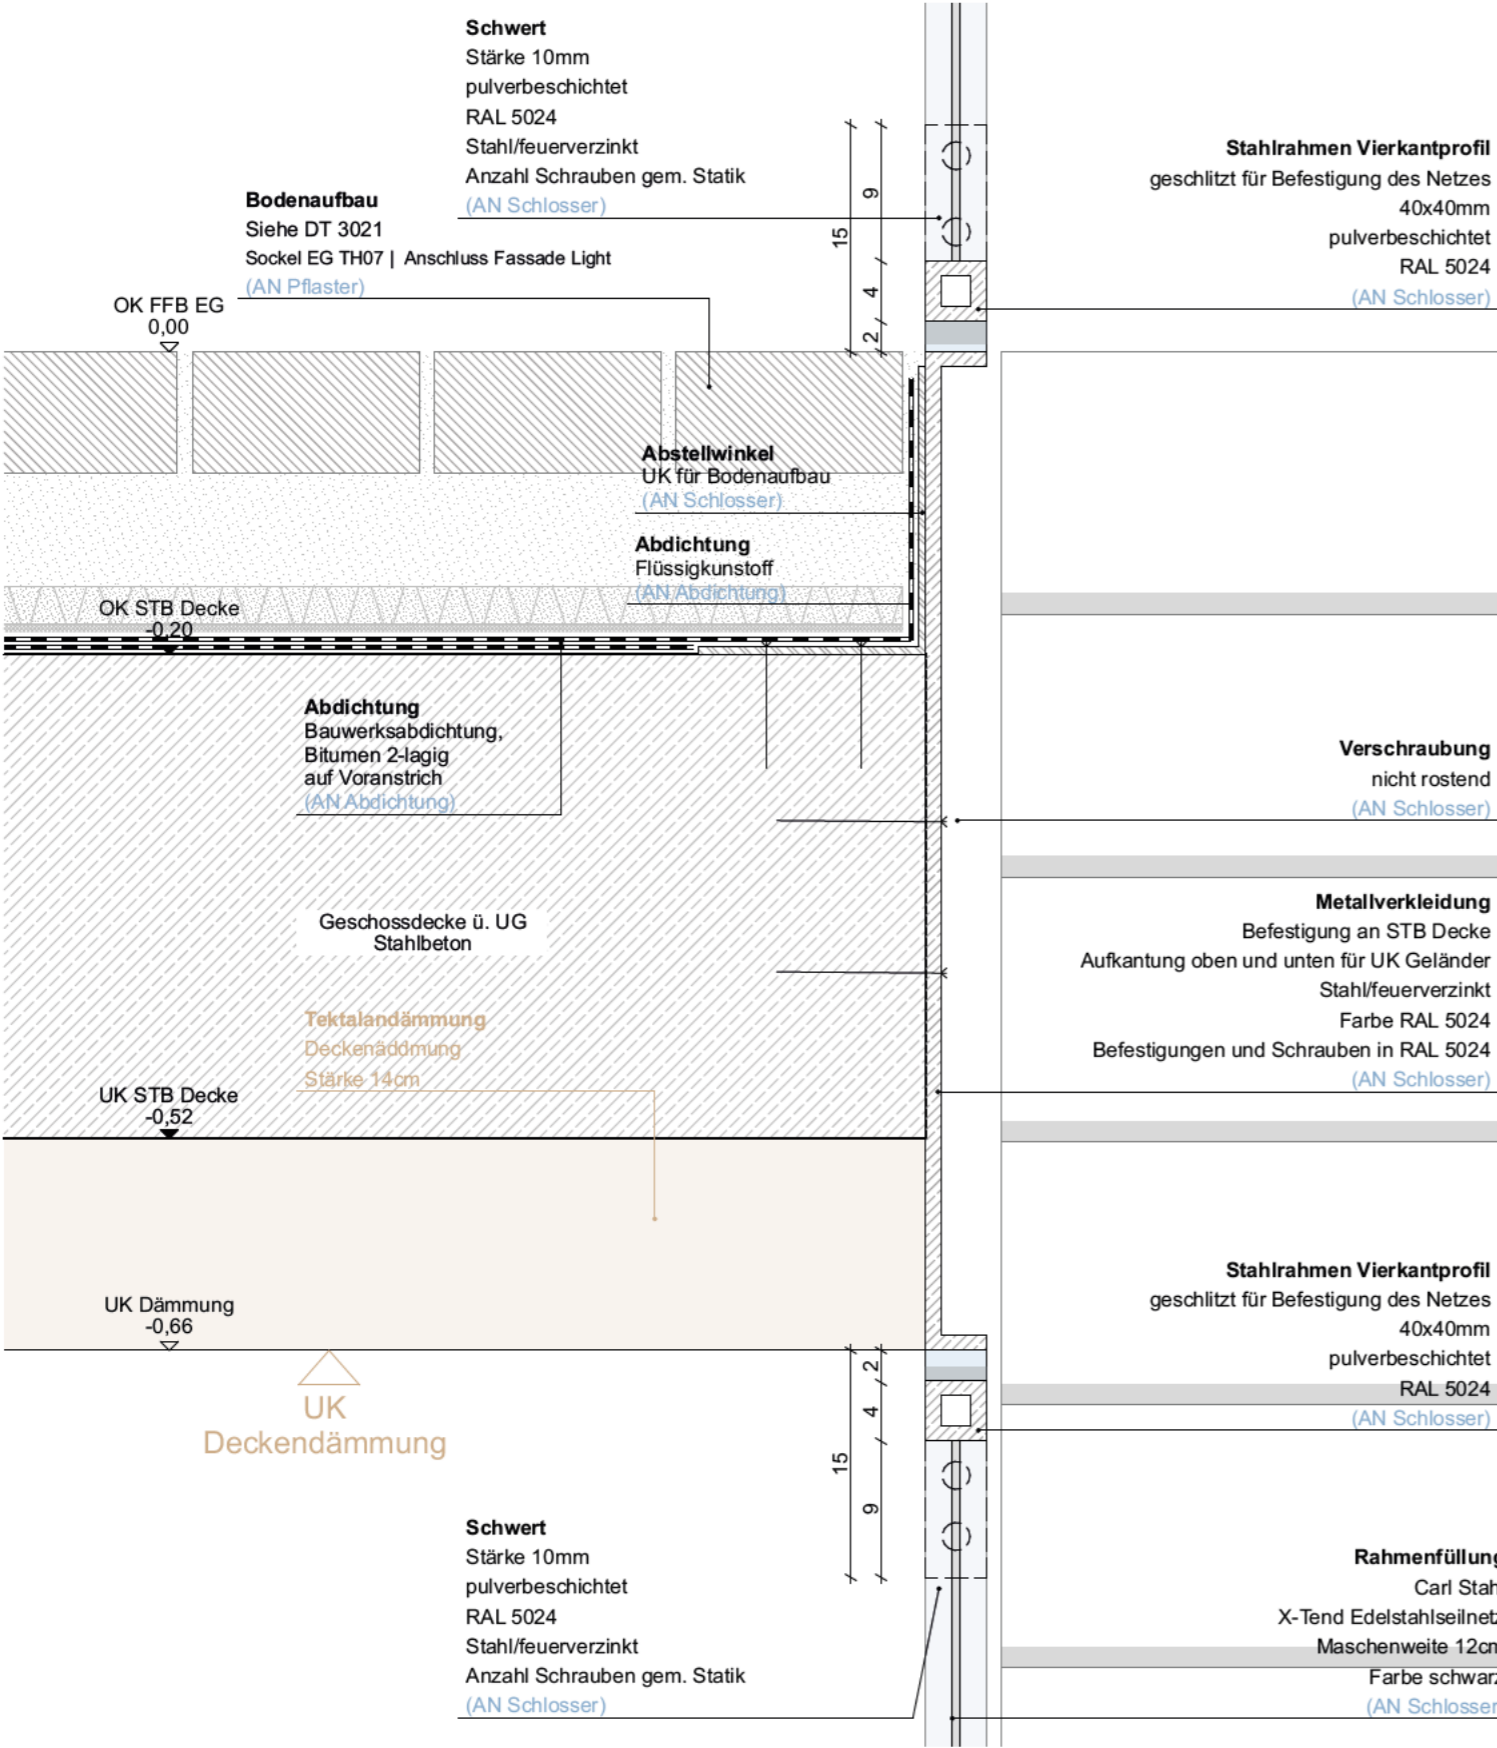 Schwert
Stärke 10mm
pulverbeschichtet
RAL 5024
Stahl/feuerverzinkt
Anzahl Schrauben gem. Statik
(AN Schlosser)
Stahlrahmen Vierkantprofil
geschlitzt für Befestigung des Netzes
40x40mm
pulverbeschichtet
RAL 5024
(AN Schlosser)
Bodenaufbau
Siehe DT 3021
Sockel EG TH07 | Anschluss Fassade Light
(AN Pflaster)
15
9
4
2
OK FFB EG
0,00
Abstellwinkel
UK für Bodenaufbau
(AN Schlosser)
Abdichtung
Flüssigkunstoff
(AN Abdichtung)
OK STB Decke
-0,20
Abdichtung
Bauwerksabdichtung,
Bitumen 2-lagig
auf Voranstrich
(AN Abdichtung)
Verschraubung
nicht rostend
(AN Schlosser)
Geschossdecke ü. UG
Stahlbeton
Metallverkleidung
Befestigung an STB Decke
Aufkantung oben und unten für UK Geländer
Stahl/feuerverzinkt
Farbe RAL 5024
Befestigungen und Schrauben in RAL 5024
(AN Schlosser)
Tektalandämmung
Deckenäddmung
Stärke 14cm
UK STB Decke
-0,52
UK Dämmung
-0,66
UK
Deckendämmung
Stahlrahmen Vierkantprofil
geschlitzt für Befestigung des Netzes
40x40mm
pulverbeschichtet
RAL 5024
(AN Schlosser)
2
4
15
9
Schwert
Stärke 10mm
pulverbeschichtet
RAL 5024
Stahl/feuerverzinkt
Anzahl Schrauben gem. Statik
(AN Schlosser)
Rahmenfüllung
Carl Stah
X-Tend Edelstahlseilnetz
Maschenweite 12cm
Farbe schwarz
(AN Schlosser